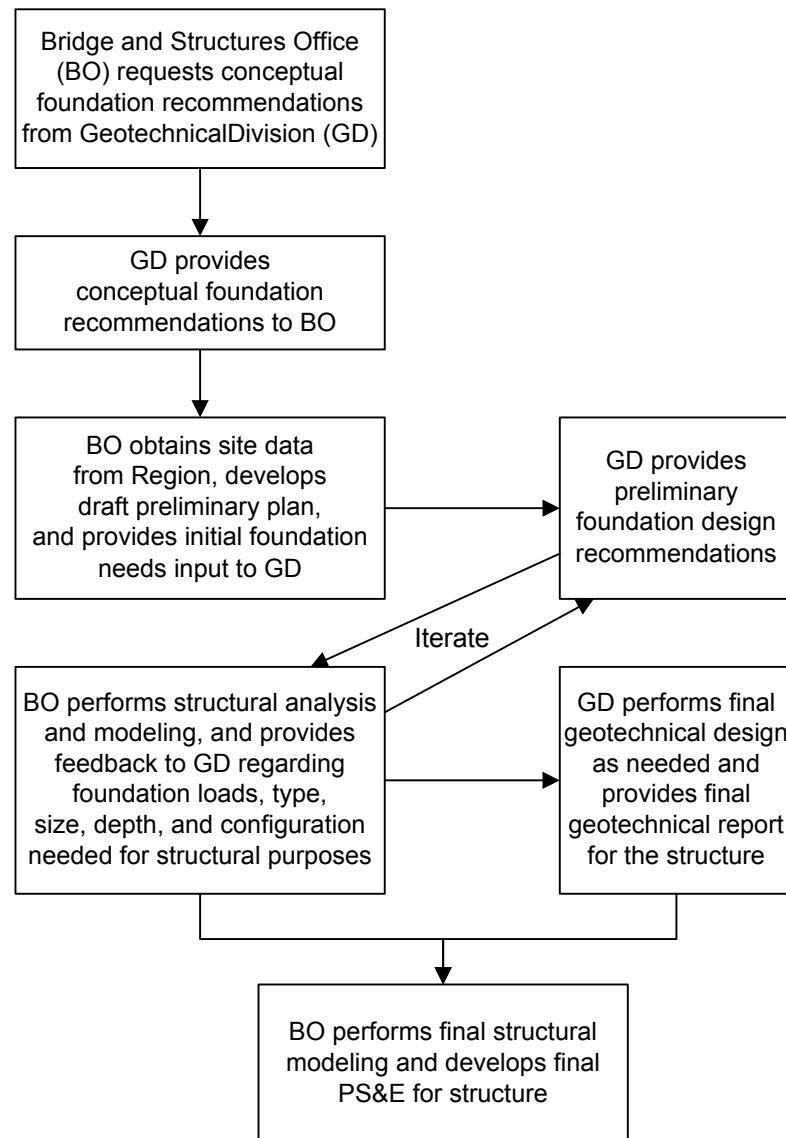 Bridge and Structures Office
(BO) requests conceptual
foundation recommendations
from GeotechnicalDivision (GD)
GD provides
conceptual foundation
recommendations to BO
BO obtains site data
from Region, develops
draft preliminary plan,
and provides initial foundation
needs input to GD
GD provides
preliminary
foundation design
recommendations
Iterate
BO performs structural analysis
and modeling, and provides
feedback to GD regarding
foundation loads, type,
size, depth, and configuration
needed for structural purposes
GD performs final
geotechnical design
as needed and
provides final
geotechnical report
for the structure
BO performs final structural
modeling and develops final
PS&E for structure